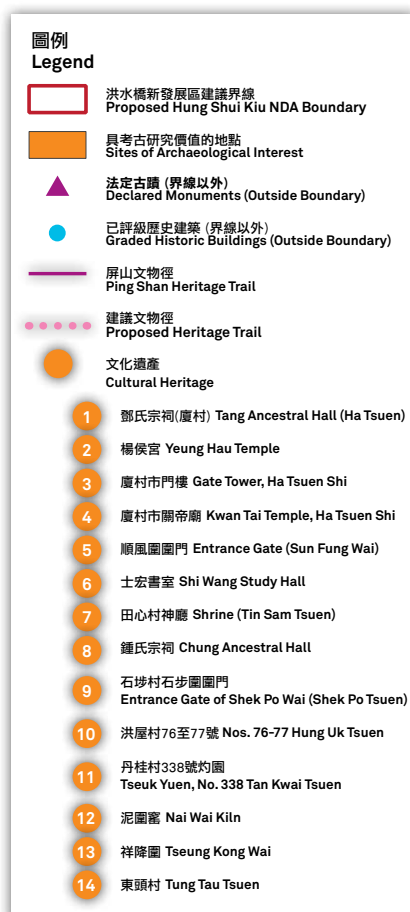 圖例
Legend
洪水橋新發展區建議界線
Proposed Hung Shui Kiu NDA Boundary
具考古研究價值的地點
Sites of Archaeological Interest
法定古蹟 (界線以外)
Declared Monuments (Outside Boundary)
已評級歷史建築 (界線以外)
Graded Historic Buildings (Outside Boundary)
屏山文物徑
Ping Shan Heritage Trail
建議文物徑
Proposed Heritage Trail
文化遺產
Cultural Heritage
1 鄧氏宗祠(廈村) Tang Ancestral Hall (Ha Tsuen)
2 楊侯宮 Yeung Hau Temple
3 廈村市門樓 Gate Tower, Ha Tsuen Shi
4 廈村市關帝廟 Kwan Tai Temple, Ha Tsuen Shi
5 順風圍圍門 Entrance Gate (Sun Fung Wai)
6 士宏書室 Shi Wang Study Hall
7 田心村神廳 Shrine (Tin Sam Tsuen)
8 鍾氏宗祠 Chung Ancestral Hall
9 石埗村石步圍圍門
Entrance Gate of Shek Po Wai (Shek Po Tsuen)
10 洪屋村76至77號 Nos. 76-77 Hung Uk Tsuen
11 丹桂村338號灼園
Tseuk Yuen, No. 338 Tan Kwai Tsuen
12 泥圍窰 Nai Wai Kiln
13 祥降圍 Tseung Kong Wai
14 東頭村 Tung Tau Tsuen